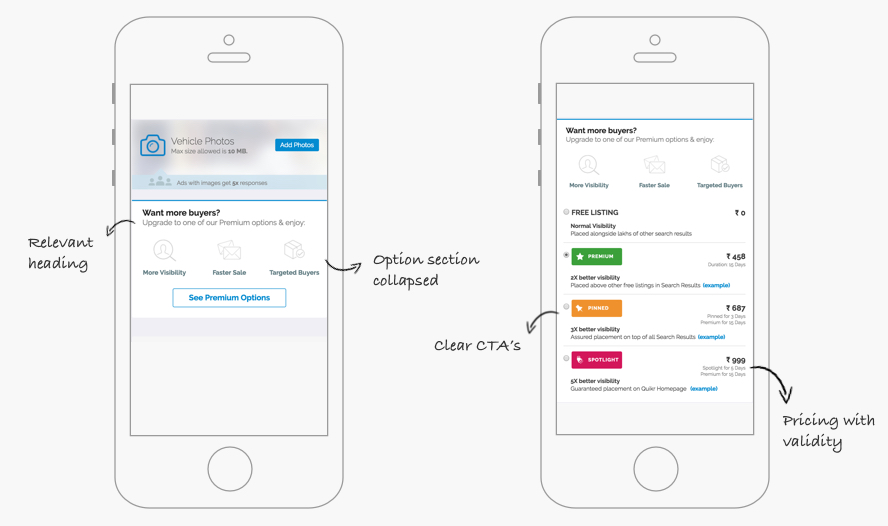 Vehicle Photos
Max size allowed is 10 MB.
Add Photos
Ads with images get 5x responses
Want more buyers?
Upgrade to one of our Premium options & enjoy:
More Visibility
Faster Sale
Targeted Buyers
See Premium Options
Relevant
heading
Option section
collapsed
Want more buyers?
Upgrade to one of our Premium options & enjoy:
More Visibility
Faster Sale
Targeted Buyers
FREE LISTING
₹ 0
Normal Visibility
Placed alongside lakhs of other search results
PREMIUM
₹ 458
Duration: 15 Days
2X better visibility
Placed above other free listings in Search Results (example)
PINNED
₹ 687
Pinned for 3 Days
Premium for 15 Days
3X better visibility
Assured placement on top of all Search Results (example)
SPOTLIGHT
₹ 999
Spotlight for 5 Days
Premium for 15 Days
5X better visibility
Guaranteed placement on Quikr Homepage (example)
Clear CTA's
Pricing with
validity